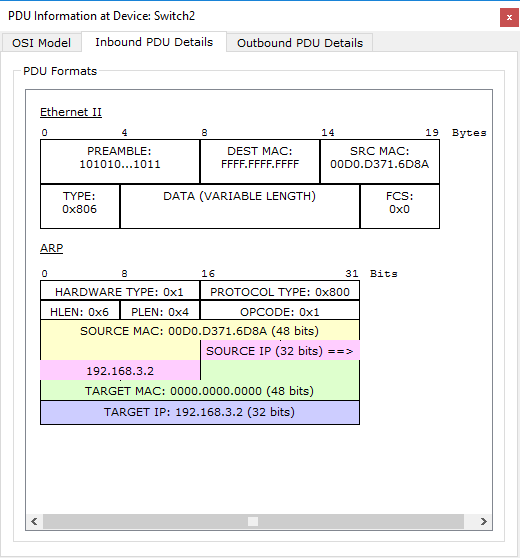 PDU Information at Device: Switch2
x
OSI Model Inbound PDU Details Outbound PDU Details
PDU Formats
Ethernet II
0 4 8 14 19 Bytes
PREAMBLE: DEST MAC: SRC MAC:
101010...1011 FFFF.FFFF.FFFF 00D0.D371.6D8A
TYPE: DATA (VARIABLE LENGTH) FCS:
0x806 0x0
ARP
0 8 16 31 Bits
HARDWARE TYPE: 0x1 PROTOCOL TYPE: 0x800
HLEN: 0x6 PLEN: 0x4 OPCODE: 0x1
SOURCE MAC: 00D0.D371.6D8A (48 bits)
SOURCE IP (32 bits) ==>
192.168.3.2
TARGET MAC: 0000.0000.0000 (48 bits)
TARGET IP: 192.168.3.2 (32 bits)